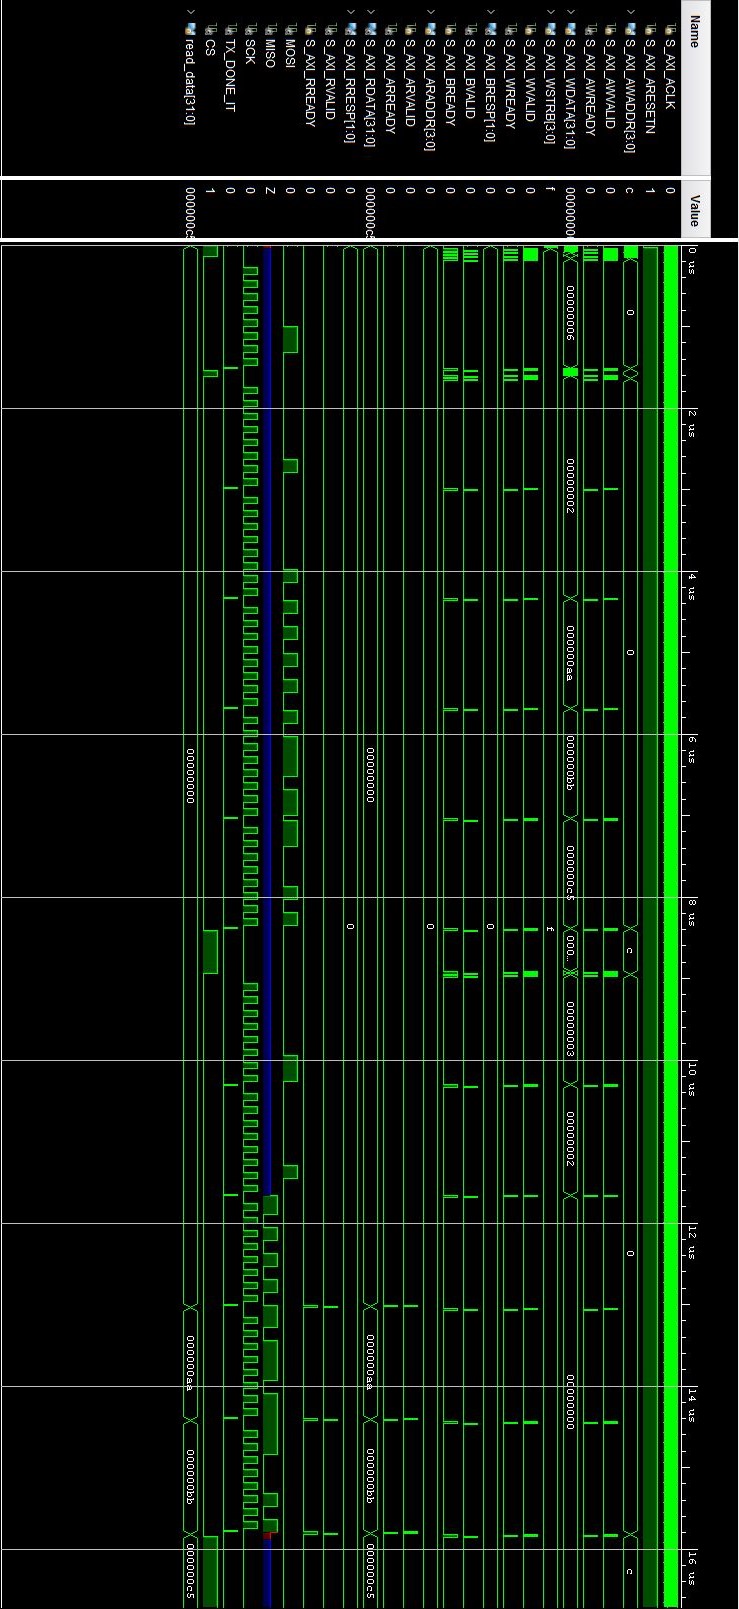 Name
Value
0 us
2 us
4 us
6 us
8 us
10 us
12 us
14 us
16 us
S_AXI_ACLK
0
S_AXI_ARESETN
1
S_AXI_AWADDR[3:0]
c
0
0
c
0
c
S_AXI_AWVALID
0
S_AXI_AWREADY
0
S_AXI_WDATA[31:0]
00000006
00000002
000000aa
000000bb
000000c5
000...
00000003
00000002
00000000
S_AXI_WSTRB[3:0]
f
f
S_AXI_WVALID
0
S_AXI_WREADY
0
S_AXI_BRESP[1:0]
0
0
S_AXI_BVALID
0
S_AXI_BREADY
0
S_AXI_ARADDR[3:0]
0
0
S_AXI_ARVALID
0
S_AXI_ARREADY
0
S_AXI_RDATA[31:0]
00000000
000000aa
000000bb
000000c5
S_AXI_RRESP[1:0]
0
0
S_AXI_RVALID
0
S_AXI_RREADY
0
MOSI
0
MISO
Z
SCK
0
TX_DONE_IT
0
CS
1
read_data[31:0]
00000000
000000aa
000000bb
000000c5